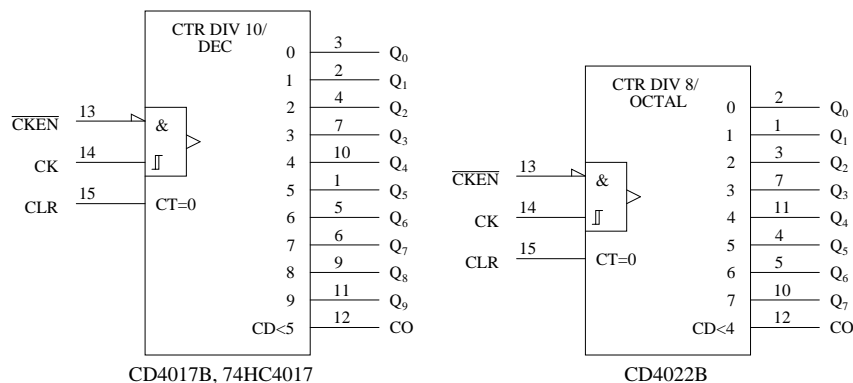 CTR DIV 10/
DEC
0 3 Q0
1 2 Q1
2 4 Q2
3 7 Q3
4 10 Q4
5 1 Q5
6 5 Q6
7 6 Q7
8 9 Q8
9 11 Q9
CD<5 12 CO
CKEN 13 &
CK 14
CLR 15 CT=0
CD4017B, 74HC4017
CTR DIV 8/
OCTAL
0 2 Q0
1 1 Q1
2 3 Q2
3 7 Q3
4 11 Q4
5 4 Q5
6 5 Q6
7 10 Q7
CD<4 12 CO
CKEN 13 &
CK 14
CLR 15 CT=0
CD4022B